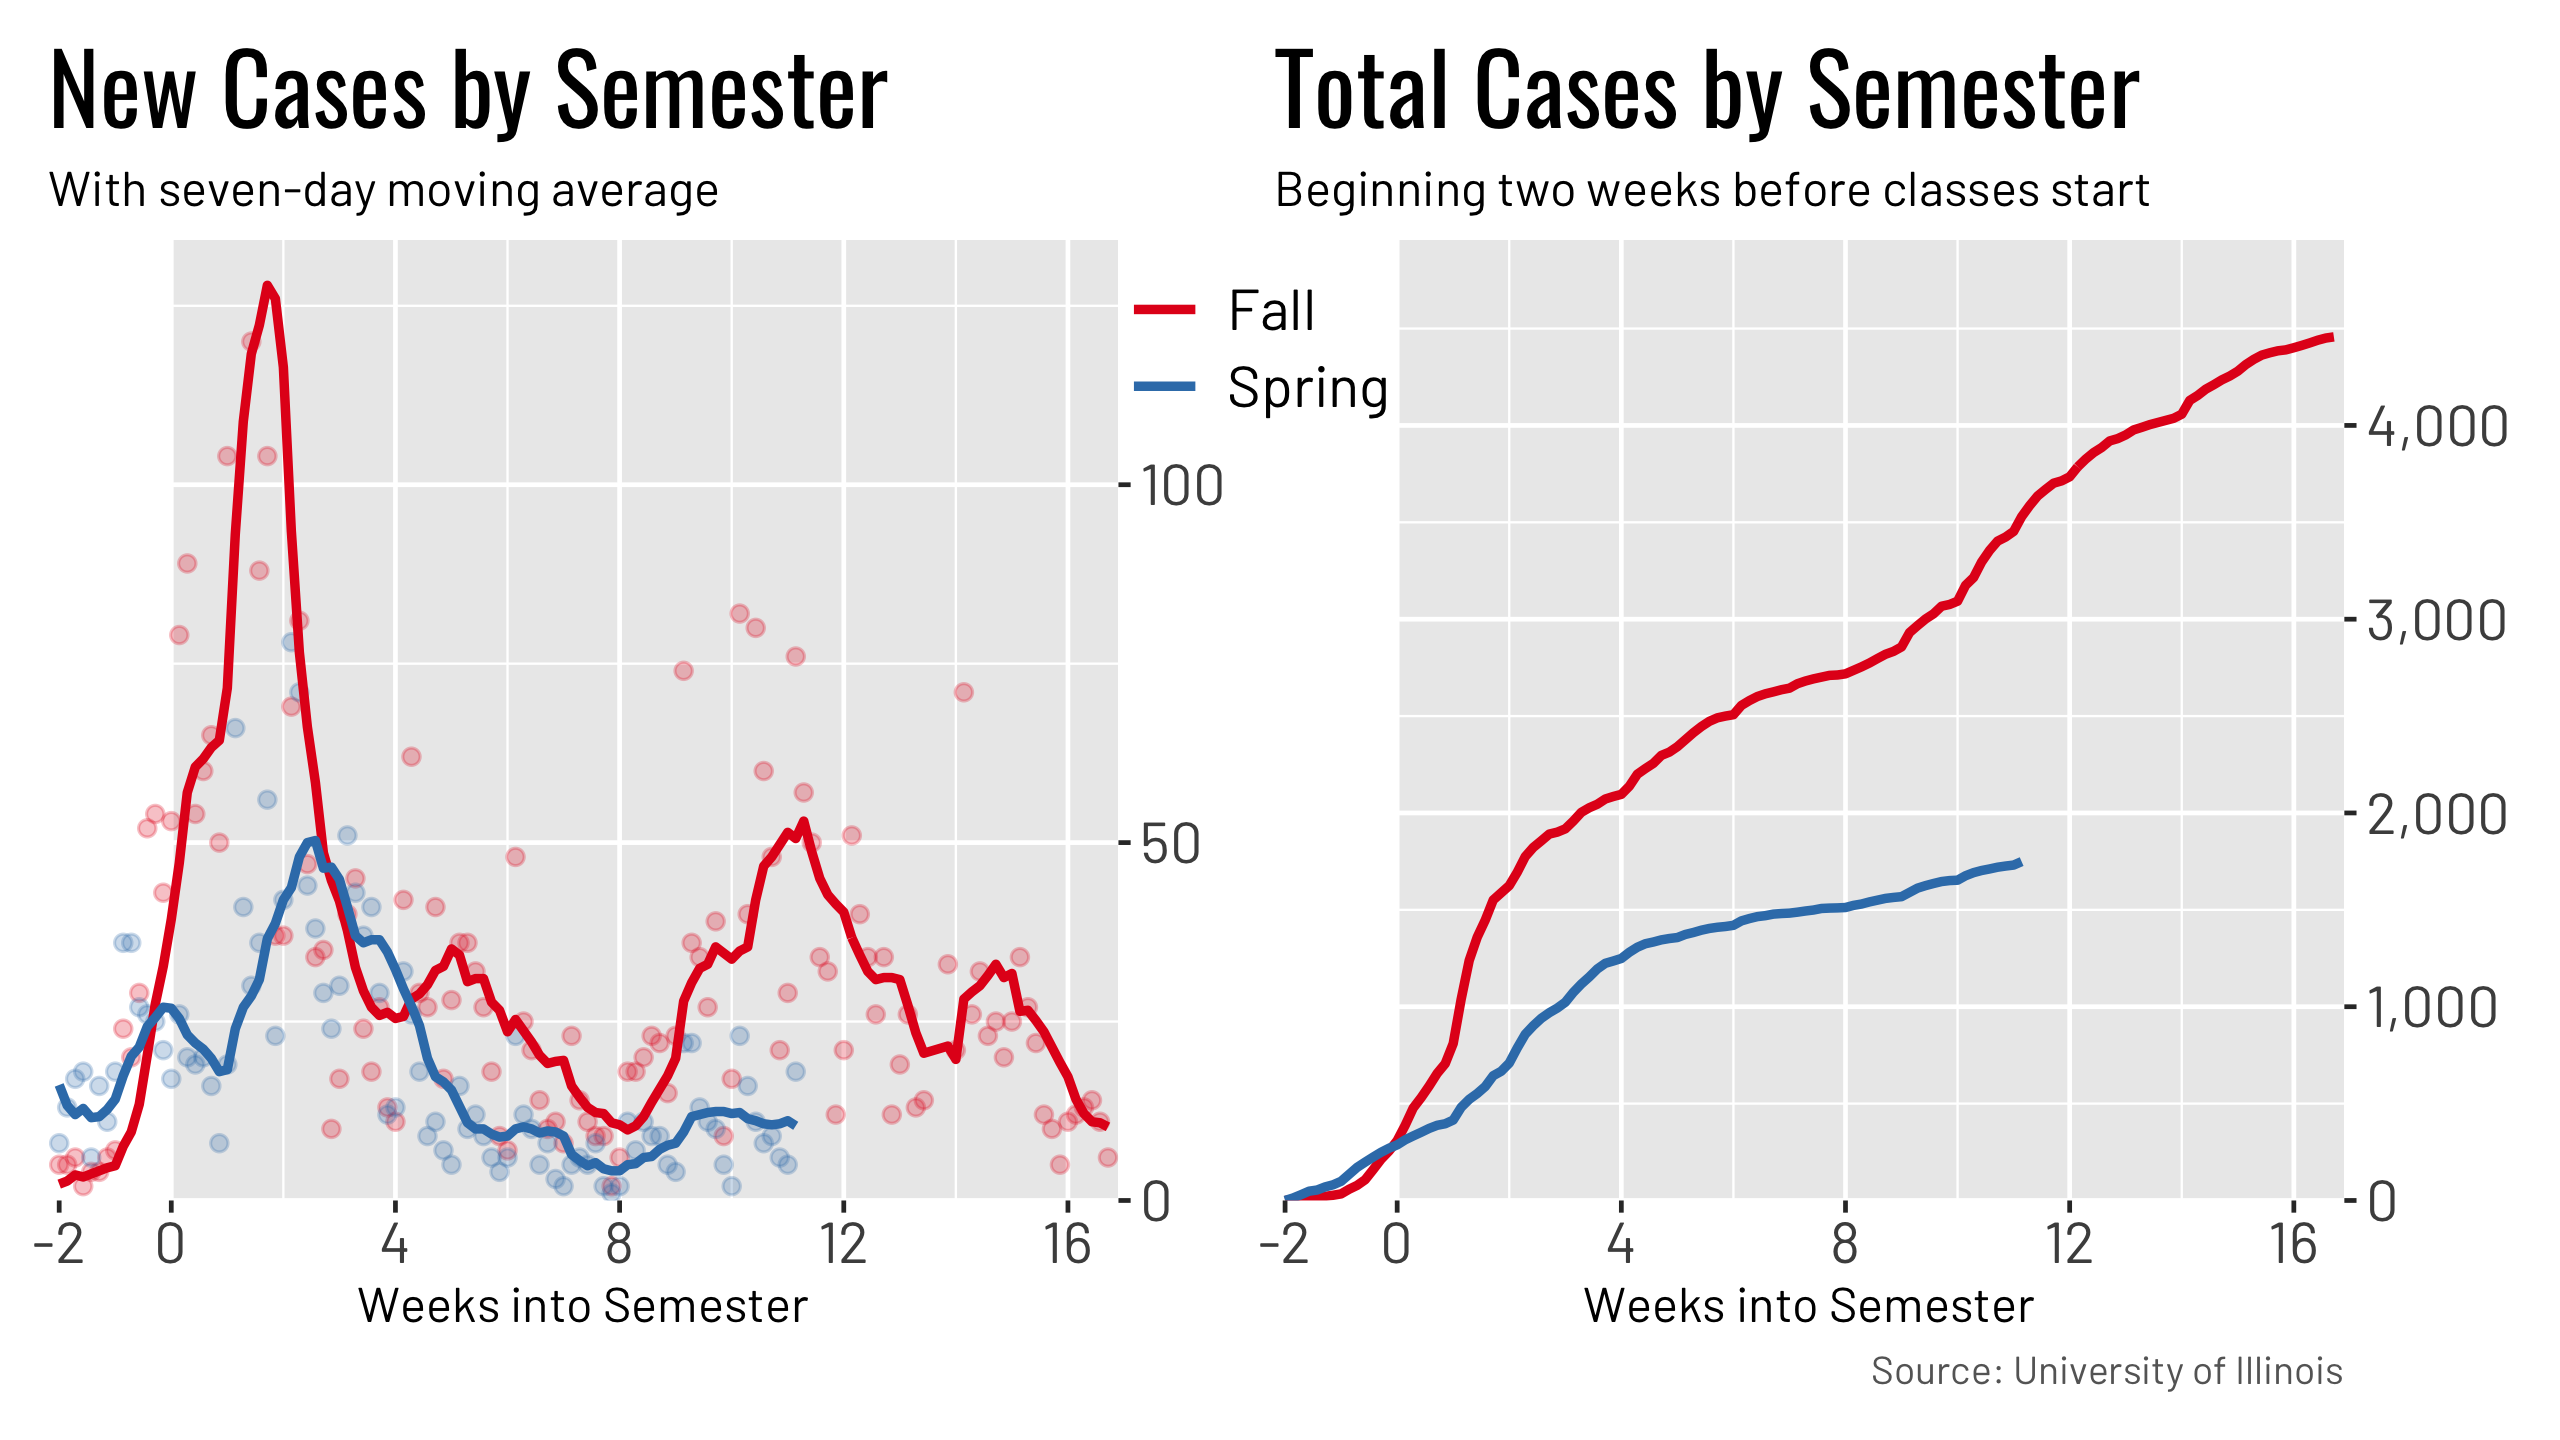 New Cases by Semester
With seven-day moving average
100
50
0
-2 0 4 8 12 16
Weeks into Semester
Fall
Spring
Total Cases by Semester
Beginning two weeks before classes start
4,000
3,000
2,000
1,000
0
-2 0 4 8 12 16
Weeks into Semester
Source: University of Illinois